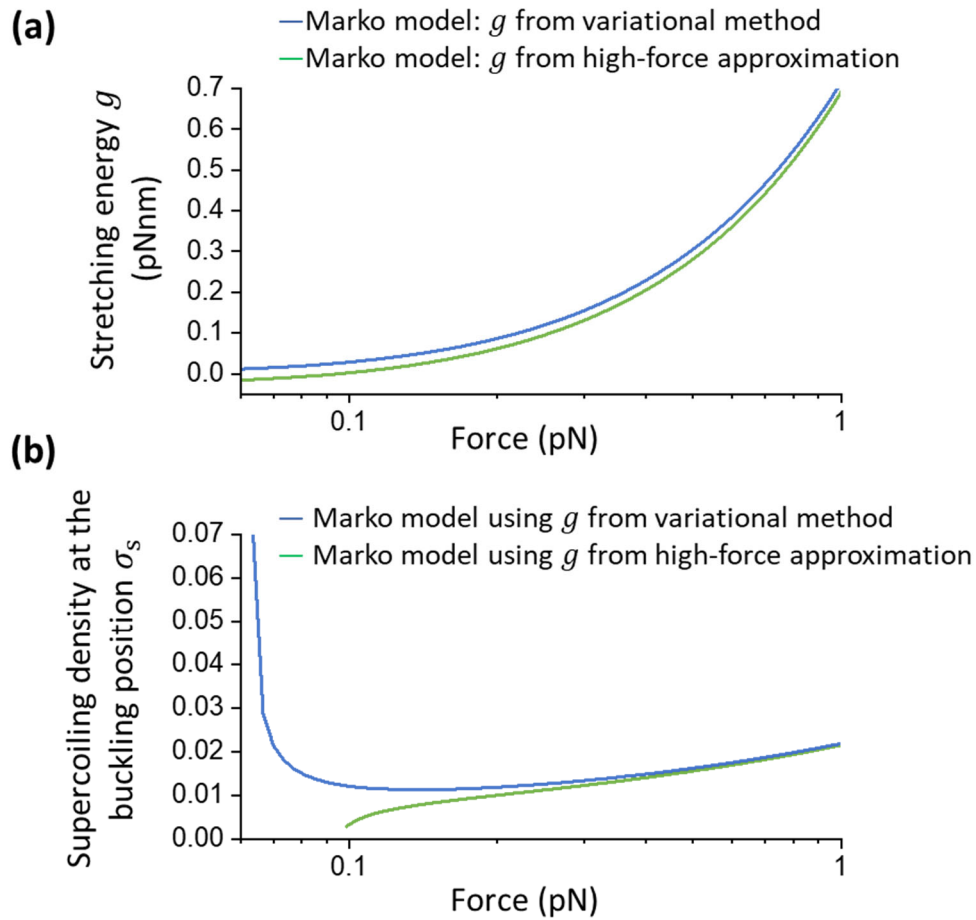 (a)
Marko model: g from variational method
Marko model: g from high-force approximation
Stretching energy g
(pNnm)
0.7
0.6
0.5
0.4
0.3
0.2
0.1
0.0
0.1
1
Force (pN)
(b)
Marko model using g from variational method
Marko model using g from high-force approximation
Supercoiling density at the
buckling position σs
0.07
0.06
0.05
0.04
0.03
0.02
0.01
0.00
0.1
1
Force (pN)